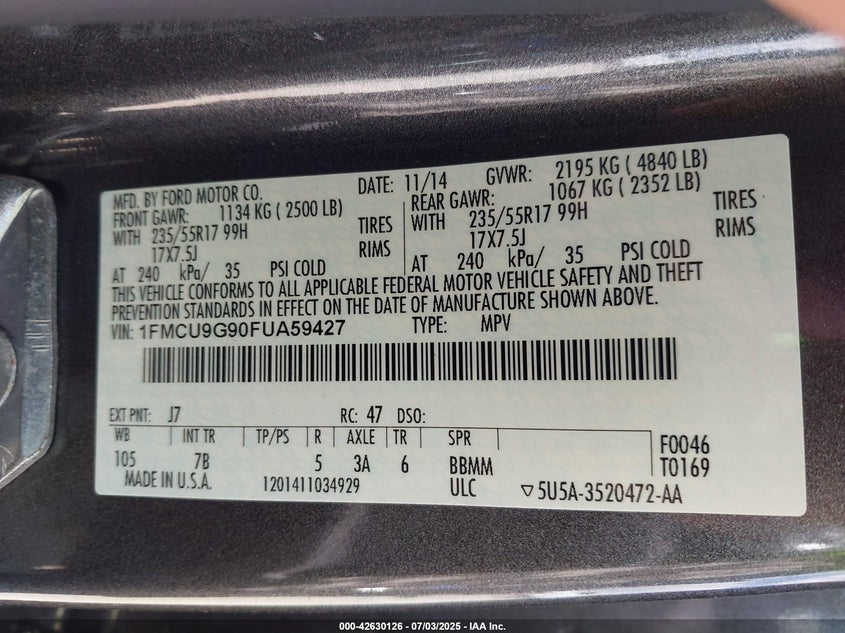 MFD. BY FORD MOTOR CO. DATE: 11/14 GVWR: 2195 KG ( 4840 LB)
FRONT GAWR: 1134 KG ( 2500 LB) REAR GAWR: 1067 KG ( 2352 LB)
WITH 235/55R17 99H TIRES WITH 235/55R17 99H TIRES
17X7.5J RIMS 17X7.5J RIMS
AT 240 kPa/ 35 PSI COLD AT 240 kPa/ 35 PSI COLD
THIS VEHICLE CONFORMS TO ALL APPLICABLE FEDERAL MOTOR VEHICLE SAFETY AND THEFT
PREVENTION STANDARDS IN EFFECT ON THE DATE OF MANUFACTURE SHOWN ABOVE.
VIN: 1FMCU9G90FUA59427 TYPE: MPV
EXT PNT: J7 RC: 47 DSO:
WB INT TR TP/PS R AXLE TR SPR F0046
105 7B 5 3A 6 BBMM T0169
MADE IN U.S.A. 1201411034929 ULC ▽5U5A-3520472-AA
000-42630126 - 07/03/2025 - IAA Inc.